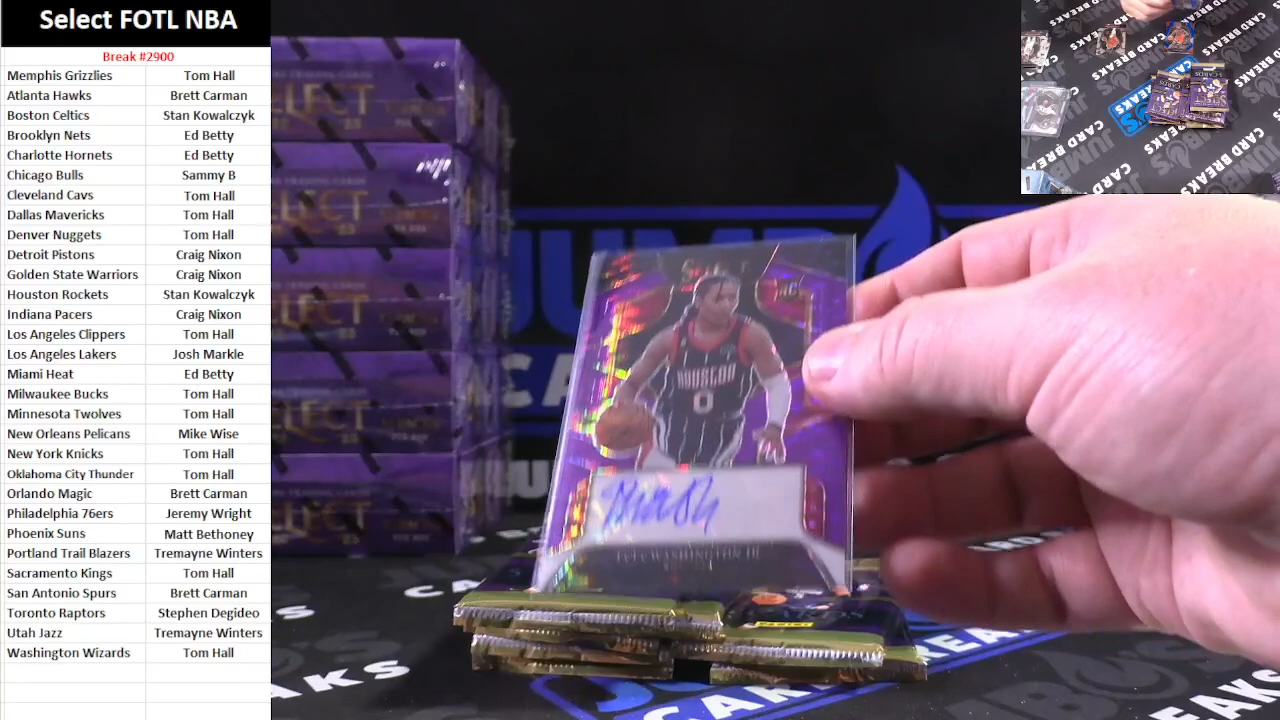 Select FOTL NBA
Break #2900
Memphis Grizzlies Tom Hall
Atlanta Hawks Brett Carman
Boston Celtics Stan Kowalczyk
Brooklyn Nets Ed Betty
Charlotte Hornets Ed Betty
Chicago Bulls Sammy B
Cleveland Cavs Tom Hall
Dallas Mavericks Tom Hall
Denver Nuggets Tom Hall
Detroit Pistons Craig Nixon
Golden State Warriors Craig Nixon
Houston Rockets Stan Kowalczyk
Indiana Pacers Craig Nixon
Los Angeles Clippers Tom Hall
Los Angeles Lakers Josh Markle
Miami Heat Ed Betty
Milwaukee Bucks Tom Hall
Minnesota Twolves Tom Hall
New Orleans Pelicans Mike Wise
New York Knicks Tom Hall
Oklahoma City Thunder Tom Hall
Orlando Magic Brett Carman
Philadelphia 76ers Jeremy Wright
Phoenix Suns Matt Bethoney
Portland Trail Blazers Tremayne Winters
Sacramento Kings Tom Hall
San Antonio Spurs Brett Carman
Toronto Raptors Stephen Degideo
Utah Jazz Tremayne Winters
Washington Wizards Tom Hall
HOUSTON
0
WASHINGTON
CARD BREAKS
CARD BREAKS
BREAKS